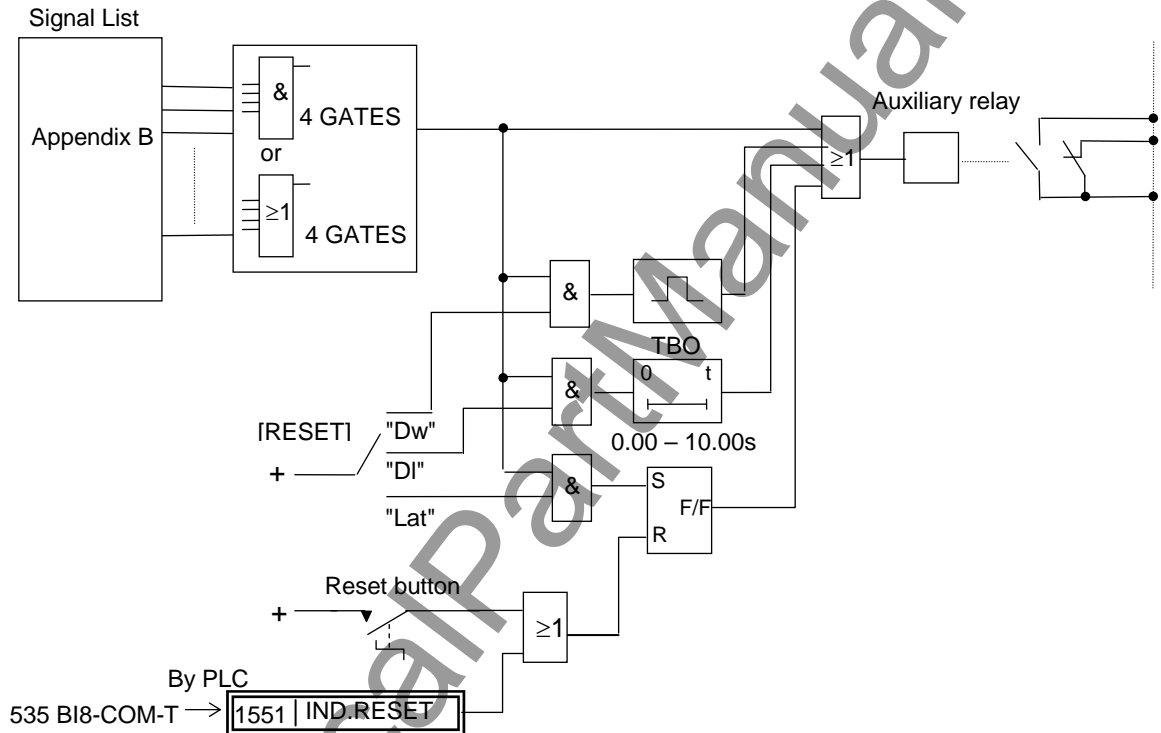 Signal List
Appendix B
&
4 GATES
or
≥1
4 GATES
Auxiliary relay
≥1
&
TBO
0 t
&
0.00 – 10.00s
[RESET]
+
"Dw"
"Dl"
"Lat"
&
S
F/F
R
Reset button
+
≥1
By PLC
535 BI8-COM-T
1551 IND.RESET